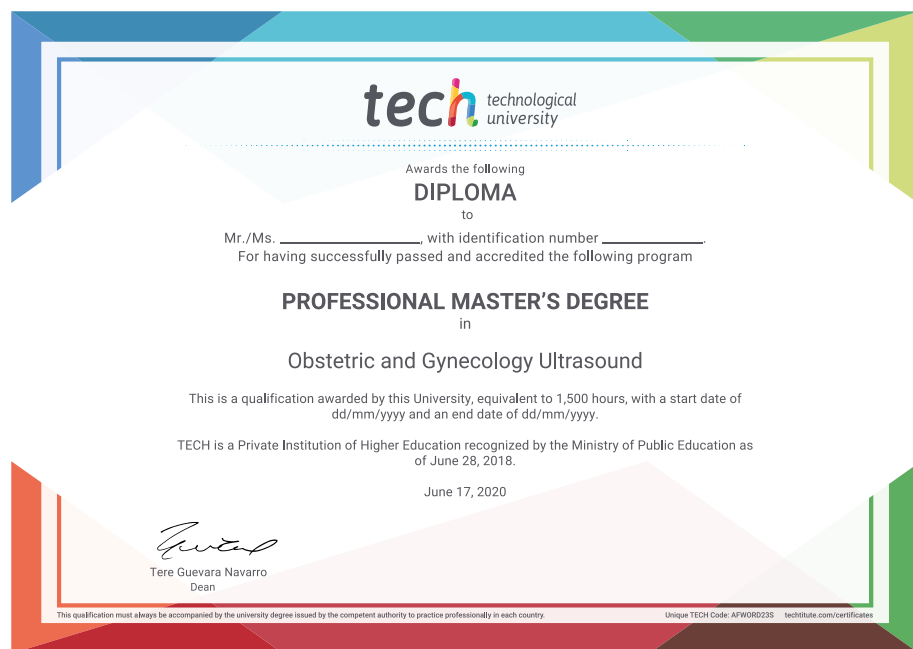 tech technological
university
Awards the following
DIPLOMA
to
Mr./Ms. ____________________, with identification number ______________.
For having successfully passed and accredited the following program
PROFESSIONAL MASTER'S DEGREE
in
Obstetric and Gynecology Ultrasound
This is a qualification awarded by this University, equivalent to 1,500 hours, with a start date of
dd/mm/yyyy and an end date of dd/mm/yyyy.
TECH is a Private Institution of Higher Education recognized by the Ministry of Public Education as
of June 28, 2018.
June 17, 2020
Tere Guevara Navarro
Dean
This qualification must always be accompanied by the university degree issued by the competent authority to practice professionally in each country.
Unique TECH Code: AFWORD23S techtitute.com/certificates